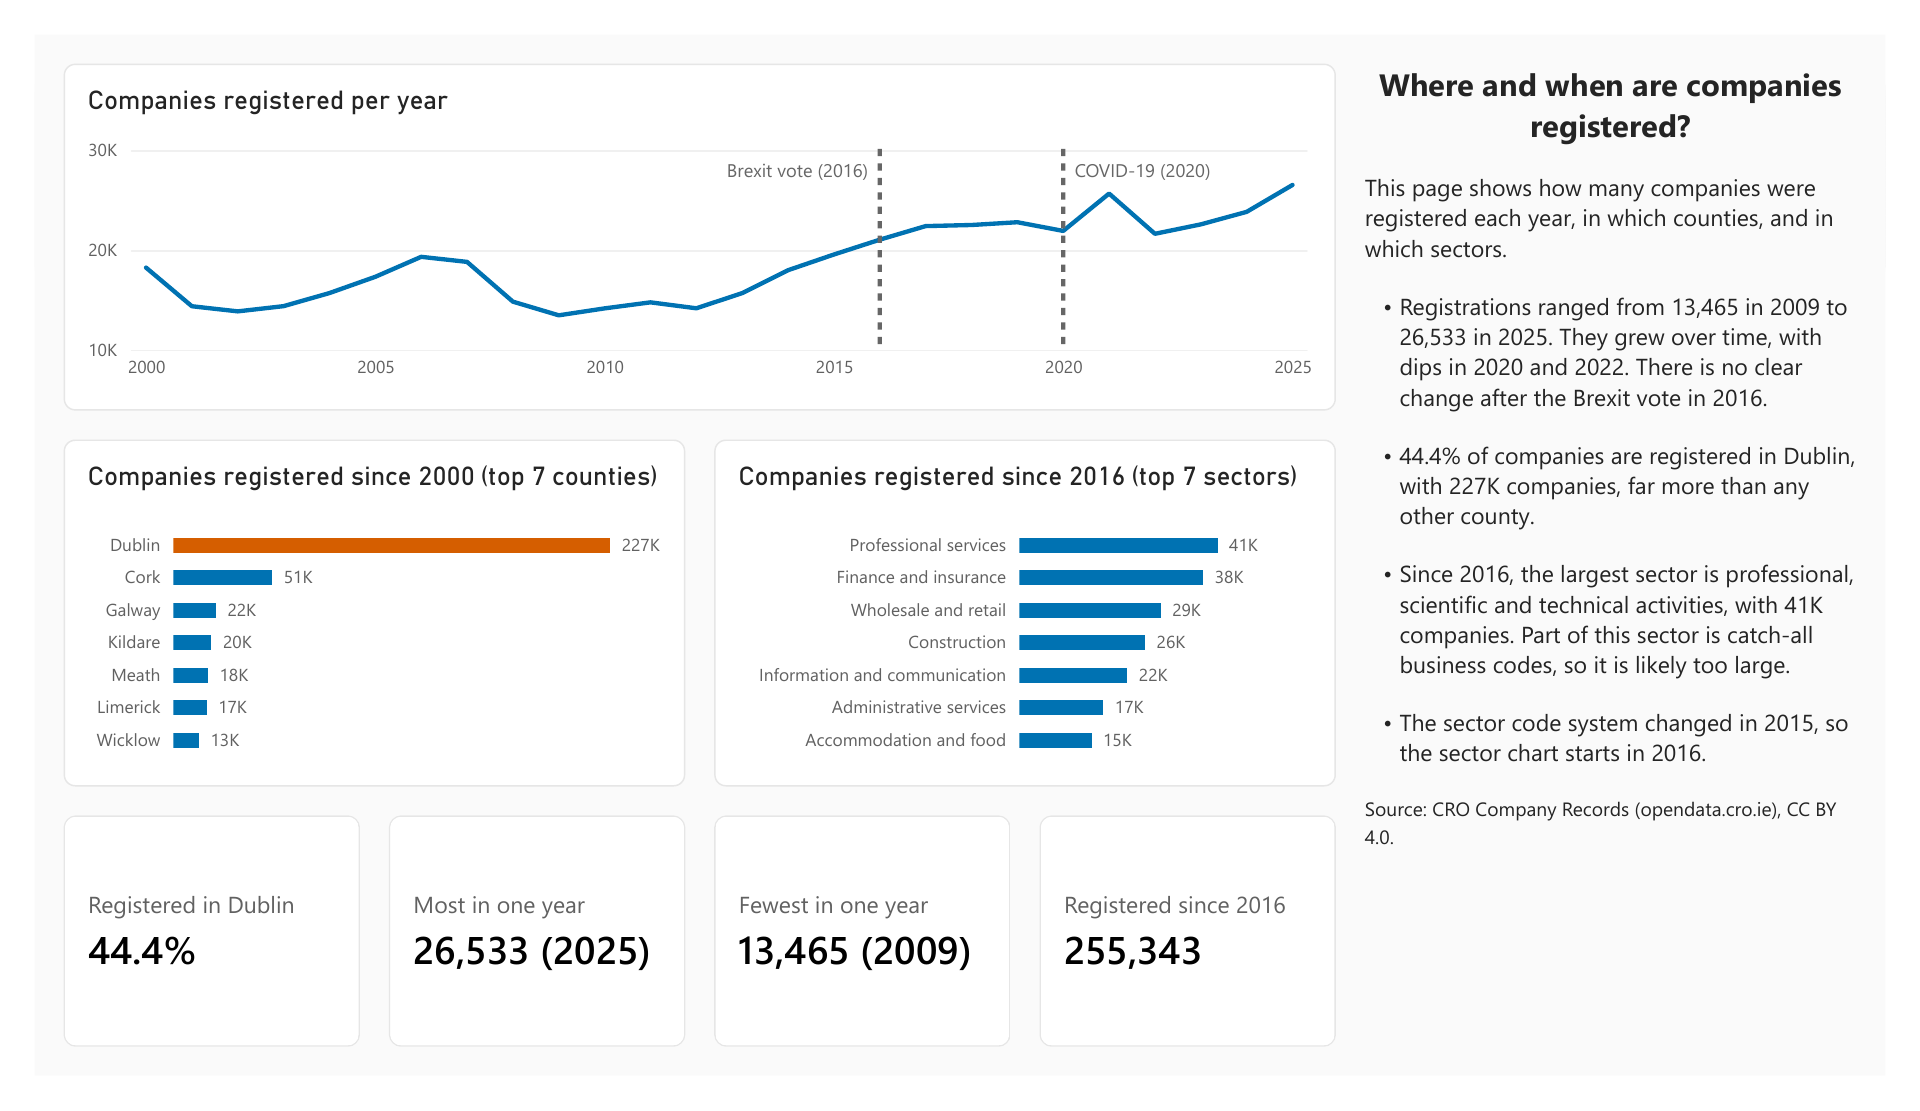 Companies registered per year
30K
20K
10K
Brexit vote (2016)
COVID-19 (2020)
2000
2005
2010
2015
2020
2025
Companies registered since 2000 (top 7 counties)
Dublin 227K
Cork 51K
Galway 22K
Kildare 20K
Meath 18K
Limerick 17K
Wicklow 13K
Companies registered since 2016 (top 7 sectors)
Professional services 41K
Finance and insurance 38K
Wholesale and retail 29K
Construction 26K
Information and communication 22K
Administrative services 17K
Accommodation and food 15K
Registered in Dublin
44.4%
Most in one year
26,533 (2025)
Fewest in one year
13,465 (2009)
Registered since 2016
255,343
Where and when are companies
registered?
This page shows how many companies were
registered each year, in which counties, and in
which sectors.
• Registrations ranged from 13,465 in 2009 to
26,533 in 2025. They grew over time, with
dips in 2020 and 2022. There is no clear
change after the Brexit vote in 2016.
• 44.4% of companies are registered in Dublin,
with 227K companies, far more than any
other county.
• Since 2016, the largest sector is professional,
scientific and technical activities, with 41K
companies. Part of this sector is catch-all
business codes, so it is likely too large.
• The sector code system changed in 2015, so
the sector chart starts in 2016.
Source: CRO Company Records (opendata.cro.ie), CC BY
4.0.